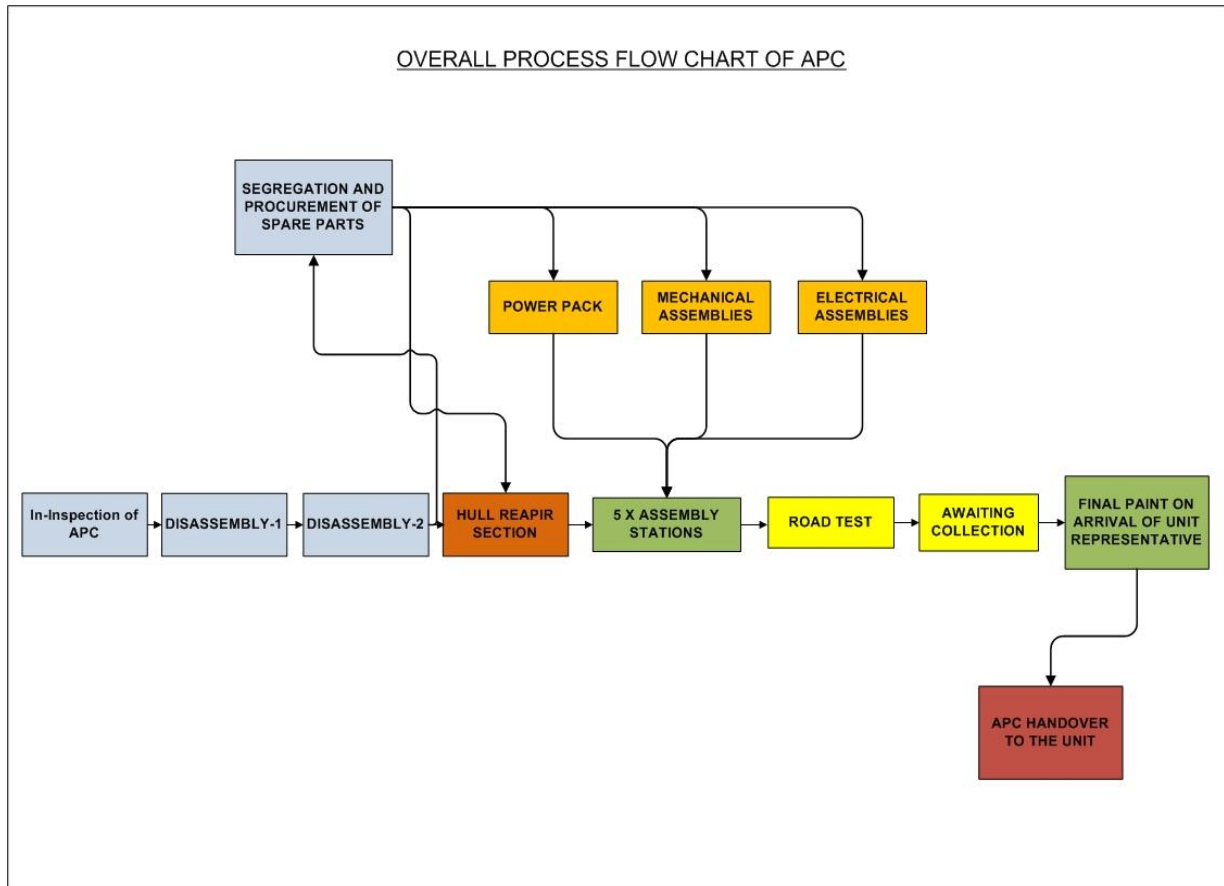 OVERALL PROCESS FLOW CHART OF APC
SEGREGATION AND
PROCUREMENT OF
SPARE PARTS
POWER PACK
MECHANICAL
ASSEMBLIES
ELECTRICAL
ASSEMBLIES
In-Inspection of
APC
DISASSEMBLY-1
DISASSEMBLY-2
HULL REAPIR
SECTION
5 X ASSEMBLY
STATIONS
ROAD TEST
AWAITING
COLLECTION
FINAL PAINT ON
ARRIVAL OF UNIT
REPRESENTATIVE
APC HANDOVER
TO THE UNIT